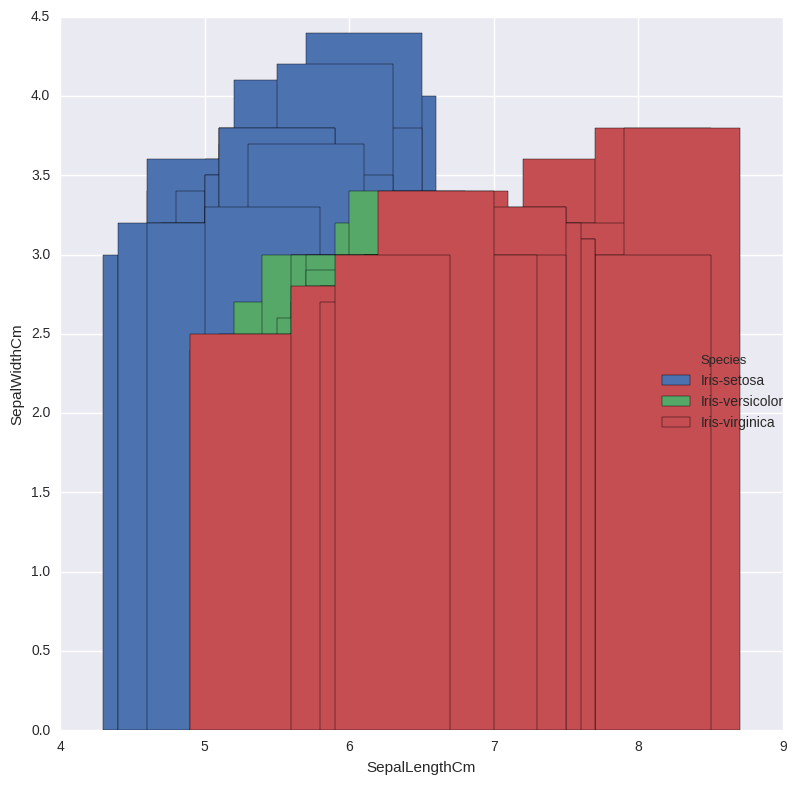 4.5
4.0
3.5
3.0
2.5
2.0
1.5
1.0
0.5
0.0
SepalWidthCm
4 5 6 7 8 9
SepalLengthCm
Species
Iris-setosa
Iris-versicolor
Iris-virginica